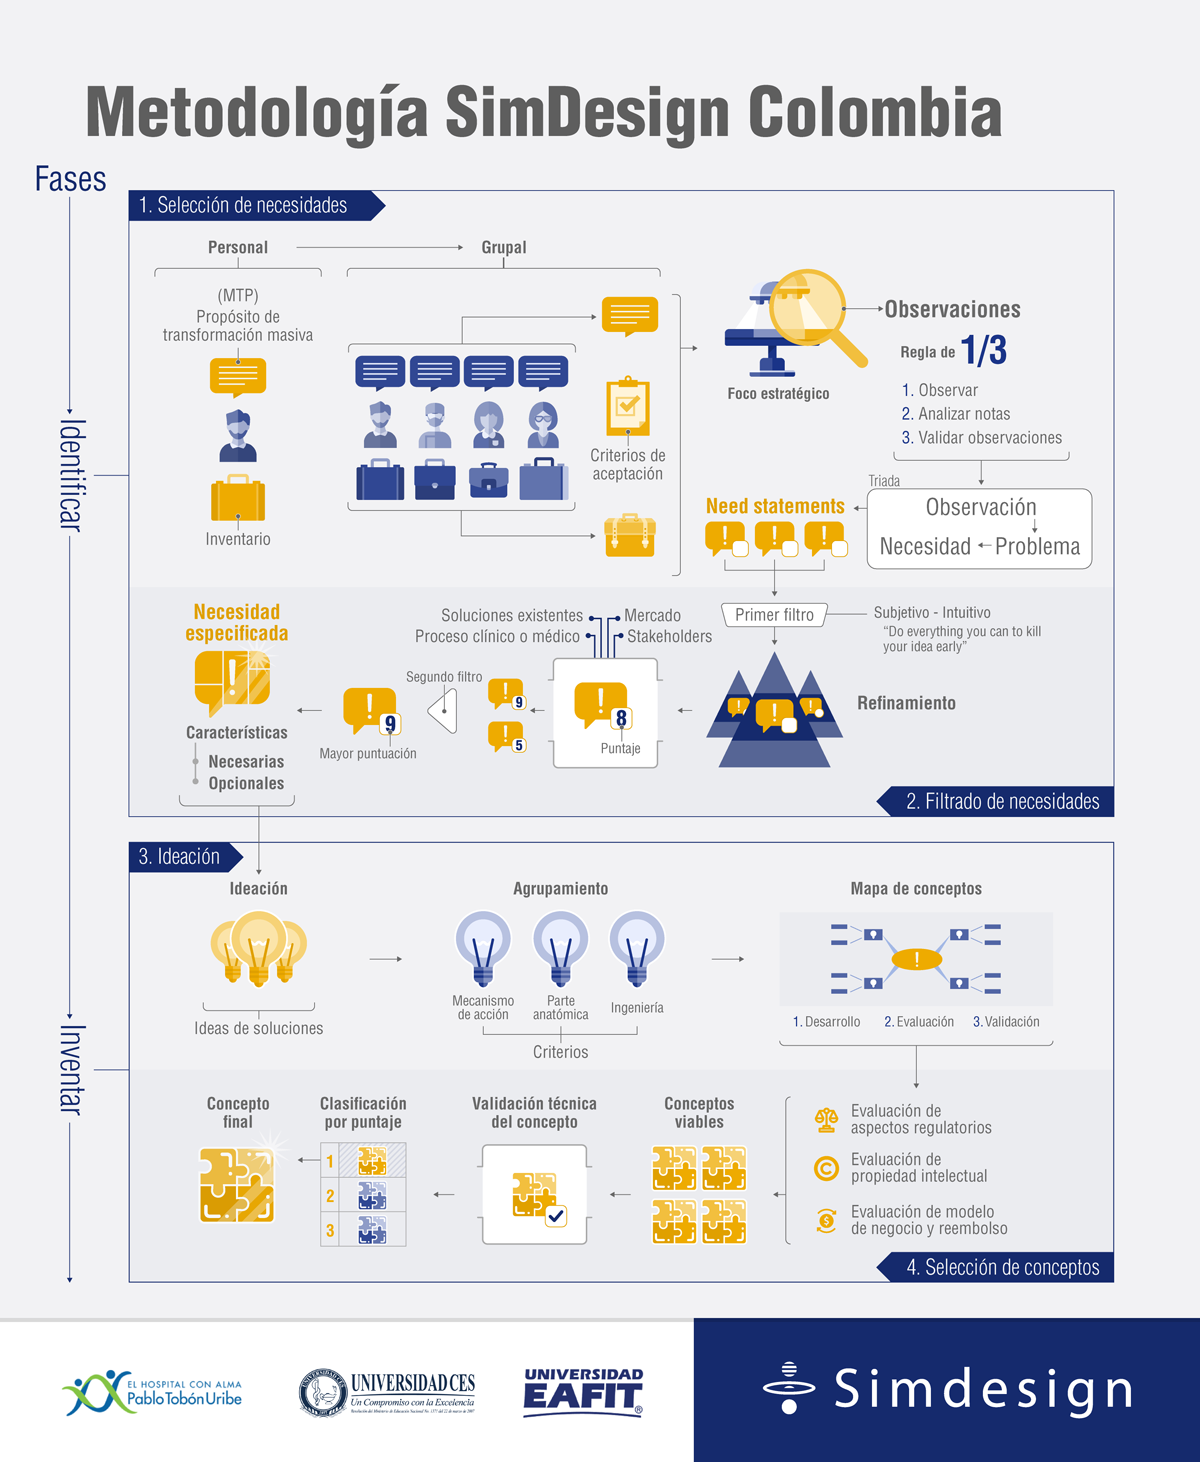 Metodología SimDesign Colombia
Fases
Identificar
Inventar
1. Selección de necesidades
Personal
Grupal
(MTP)
Propósito de
transformación masiva
Inventario
Criterios de
aceptación
Foco estratégico
Observaciones
Regla de 1/3
1. Observar
2. Analizar notas
3. Validar observaciones
Triada
Observación
Necesidad
Problema
Need statements
Primer filtro
Subjetivo - Intuitivo
“Do everything you can to kill
your idea early”
Refinamiento
Soluciones existentes
Mercado
Proceso clínico o médico
Stakeholders
8
Puntaje
9
5
Segundo filtro
9
Mayor puntuación
Necesidad
especificada
Características
Necesarias
Opcionales
2. Filtrado de necesidades
3. Ideación
Ideación
Ideas de soluciones
Agrupamiento
Mecanismo
de acción
Parte
anatómica
Ingeniería
Criterios
Mapa de conceptos
1. Desarrollo
2. Evaluación
3. Validación
Evaluación de
aspectos regulatorios
Evaluación de
propiedad intelectual
Evaluación de modelo
de negocio y reembolso
Conceptos
viables
Validación técnica
del concepto
Clasificación
por puntaje
1
2
3
Concepto
final
4. Selección de conceptos
EL HOSPITAL CON ALMA
Pablo Tobón Uribe
UNIVERSIDAD CES
Un Compromiso con la Excelencia
UNIVERSIDAD
EAFIT
Simdesign